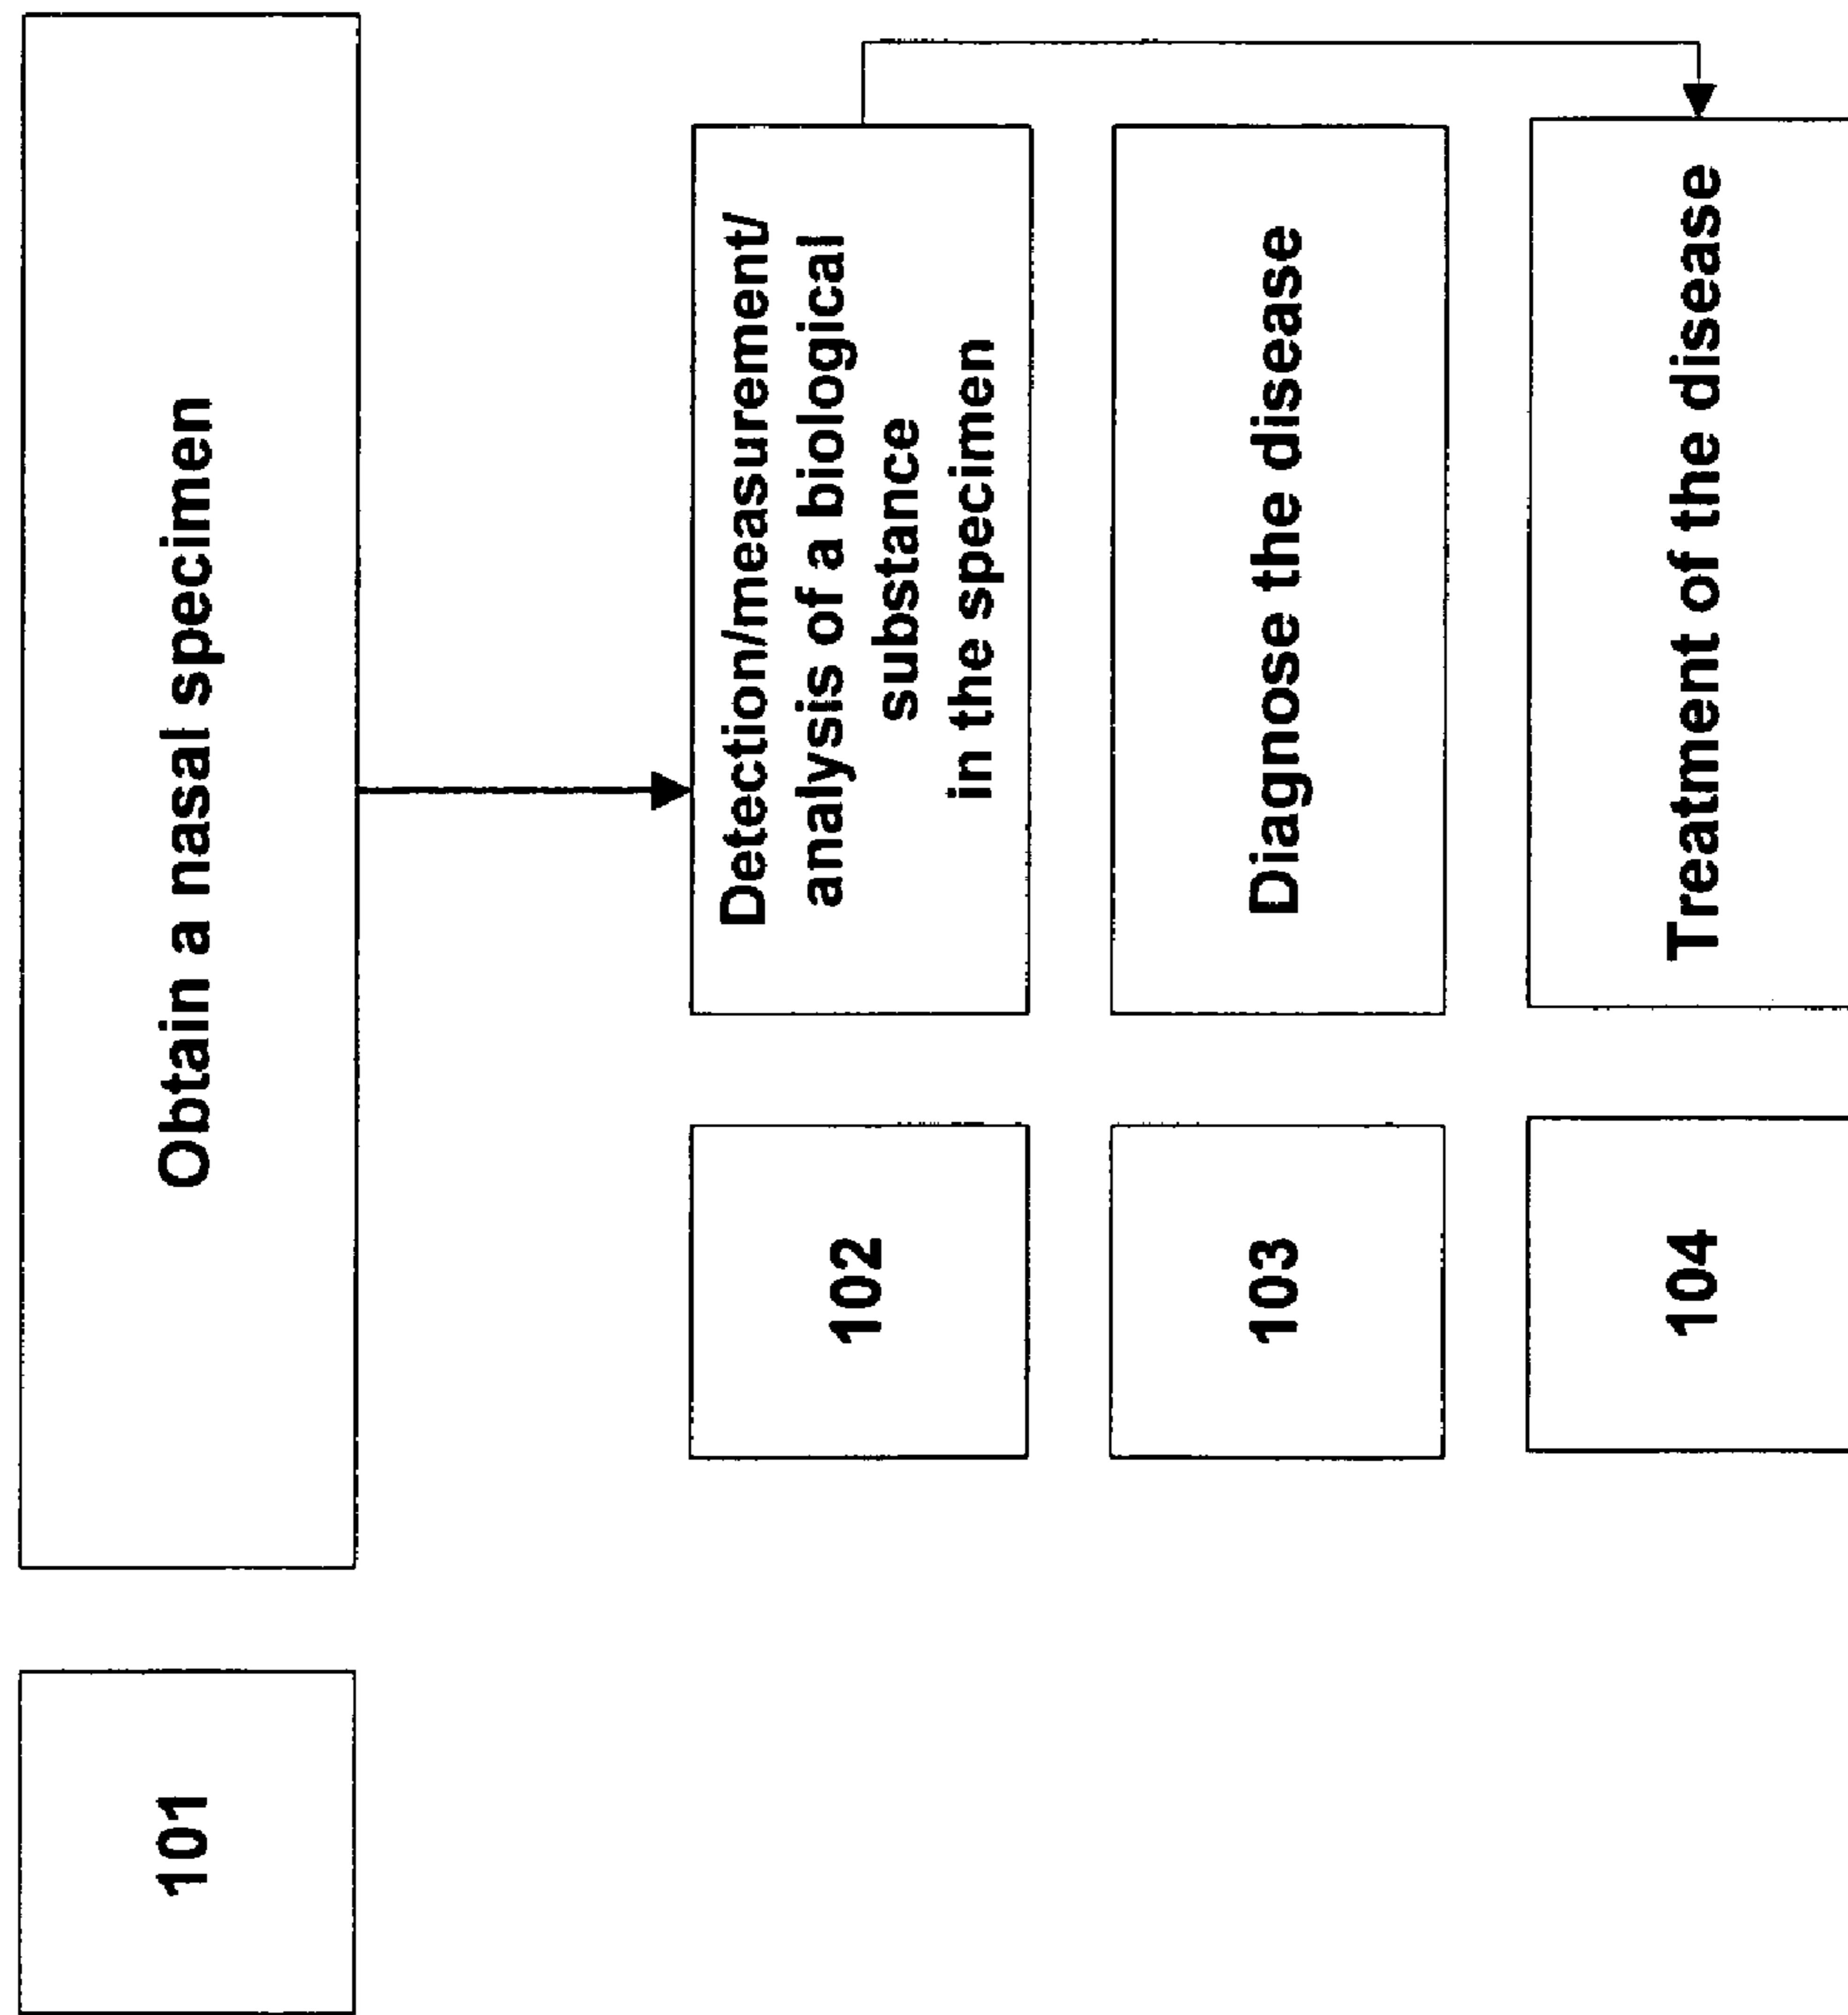 101
Obtain a nasal specimen
102
Detection/measurement/
analysis of a biological
substance
in the specimen
103
Diagnose the disease
104
Treatment of the disease